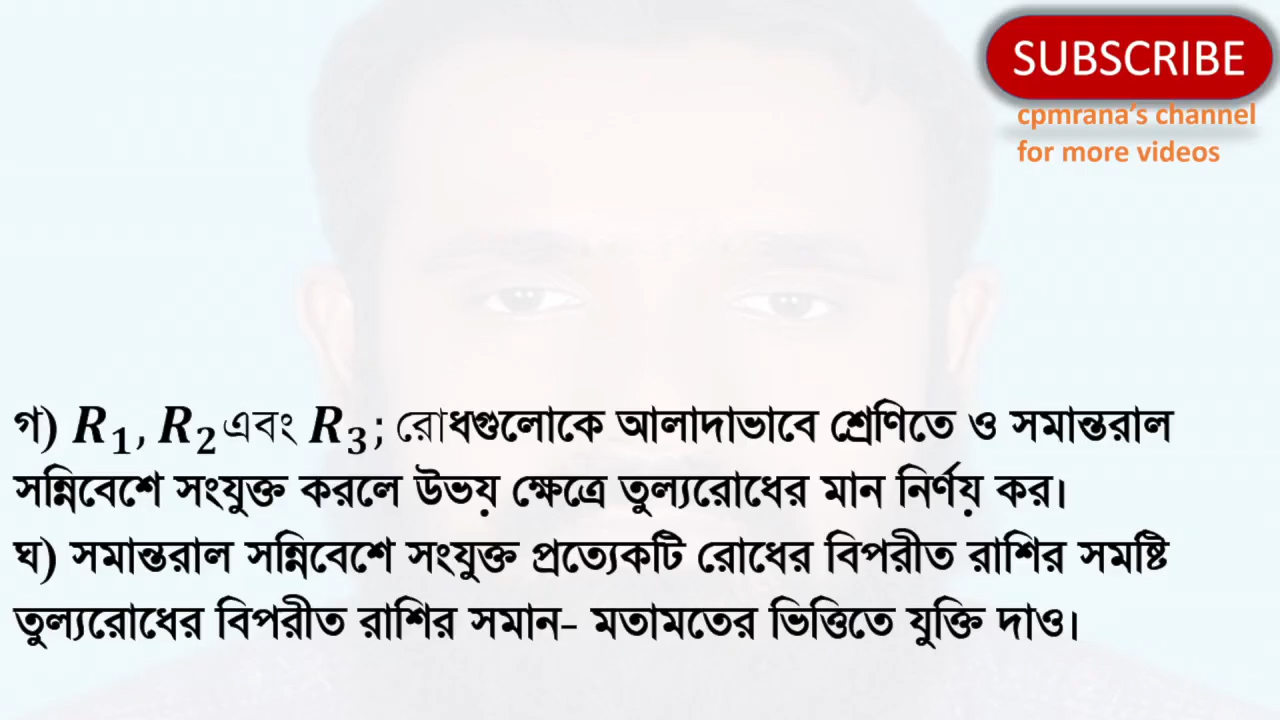 SUBSCRIBE
cpmrana's channel
for more videos
গ) R₁, R₂ এবং R₃; রোধগুলোকে আলাদাভাবে শ্রেণিতে ও সমান্তরাল
সন্নিবেশে সংযুক্ত করলে উভয় ক্ষেত্রে তুল্যরোধের মান নির্ণয় কর।
ঘ) সমান্তরাল সন্নিবেশে সংযুক্ত প্রত্যেকটি রোধের বিপরীত রাশির সমষ্টি
তুল্যরোধের বিপরীত রাশির সমান– মতামতের ভিত্তিতে যুক্তি দাও।